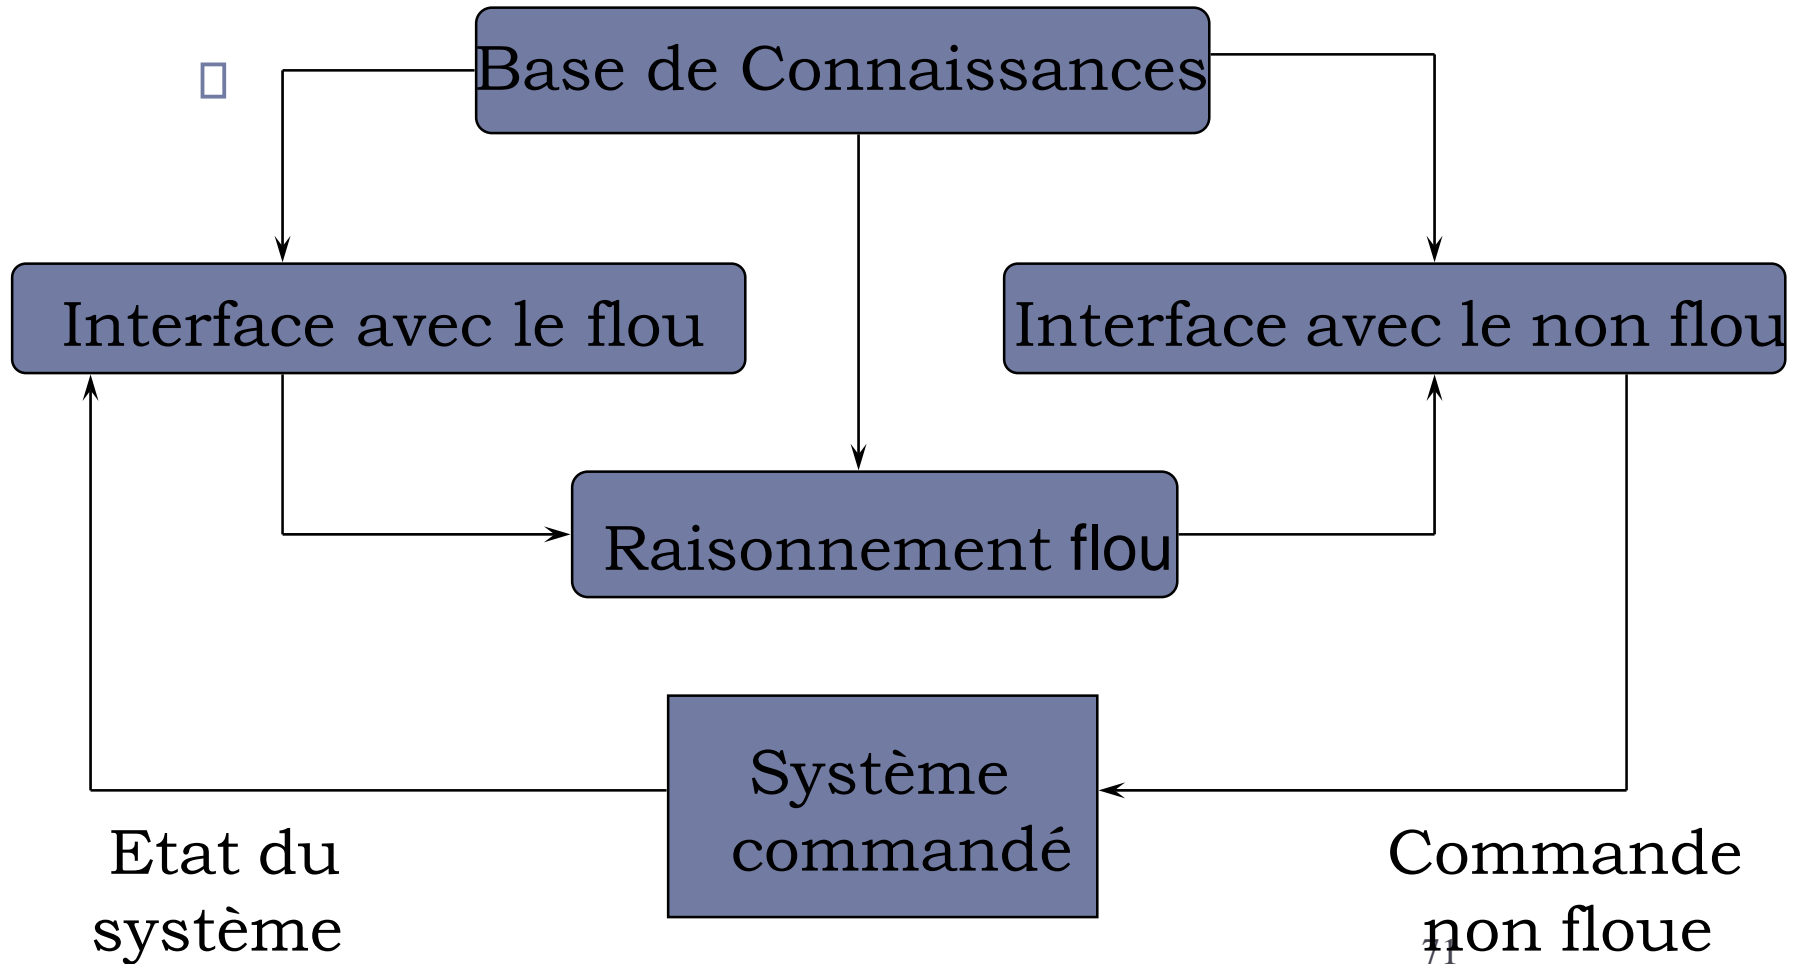 Base de Connaissances
Interface avec le flou
Interface avec le non flou
Raisonnement flou
Système
commandé
Etat du
système
Commande
non floue
71